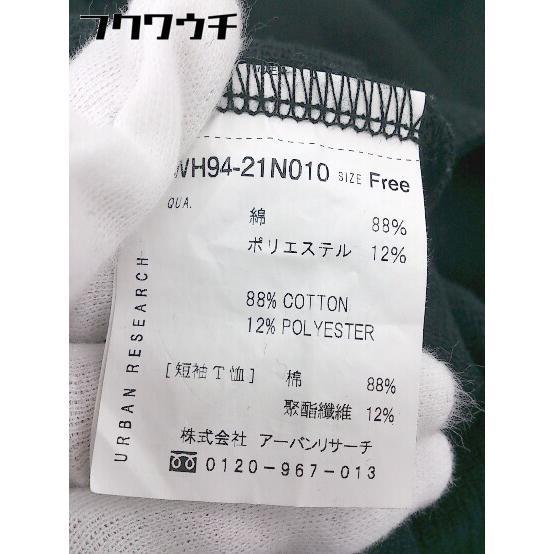 フクワウチ
WH94-21N010 SIZE Free
QUA.
綿 88%
ポリエステル 12%
88% COTTON
12% POLYESTER
[短袖T恤] 棉 88%
聚酯纖維 12%
株式会社 アーバンリサーチ
0120-967-013
URBAN RESEARCH